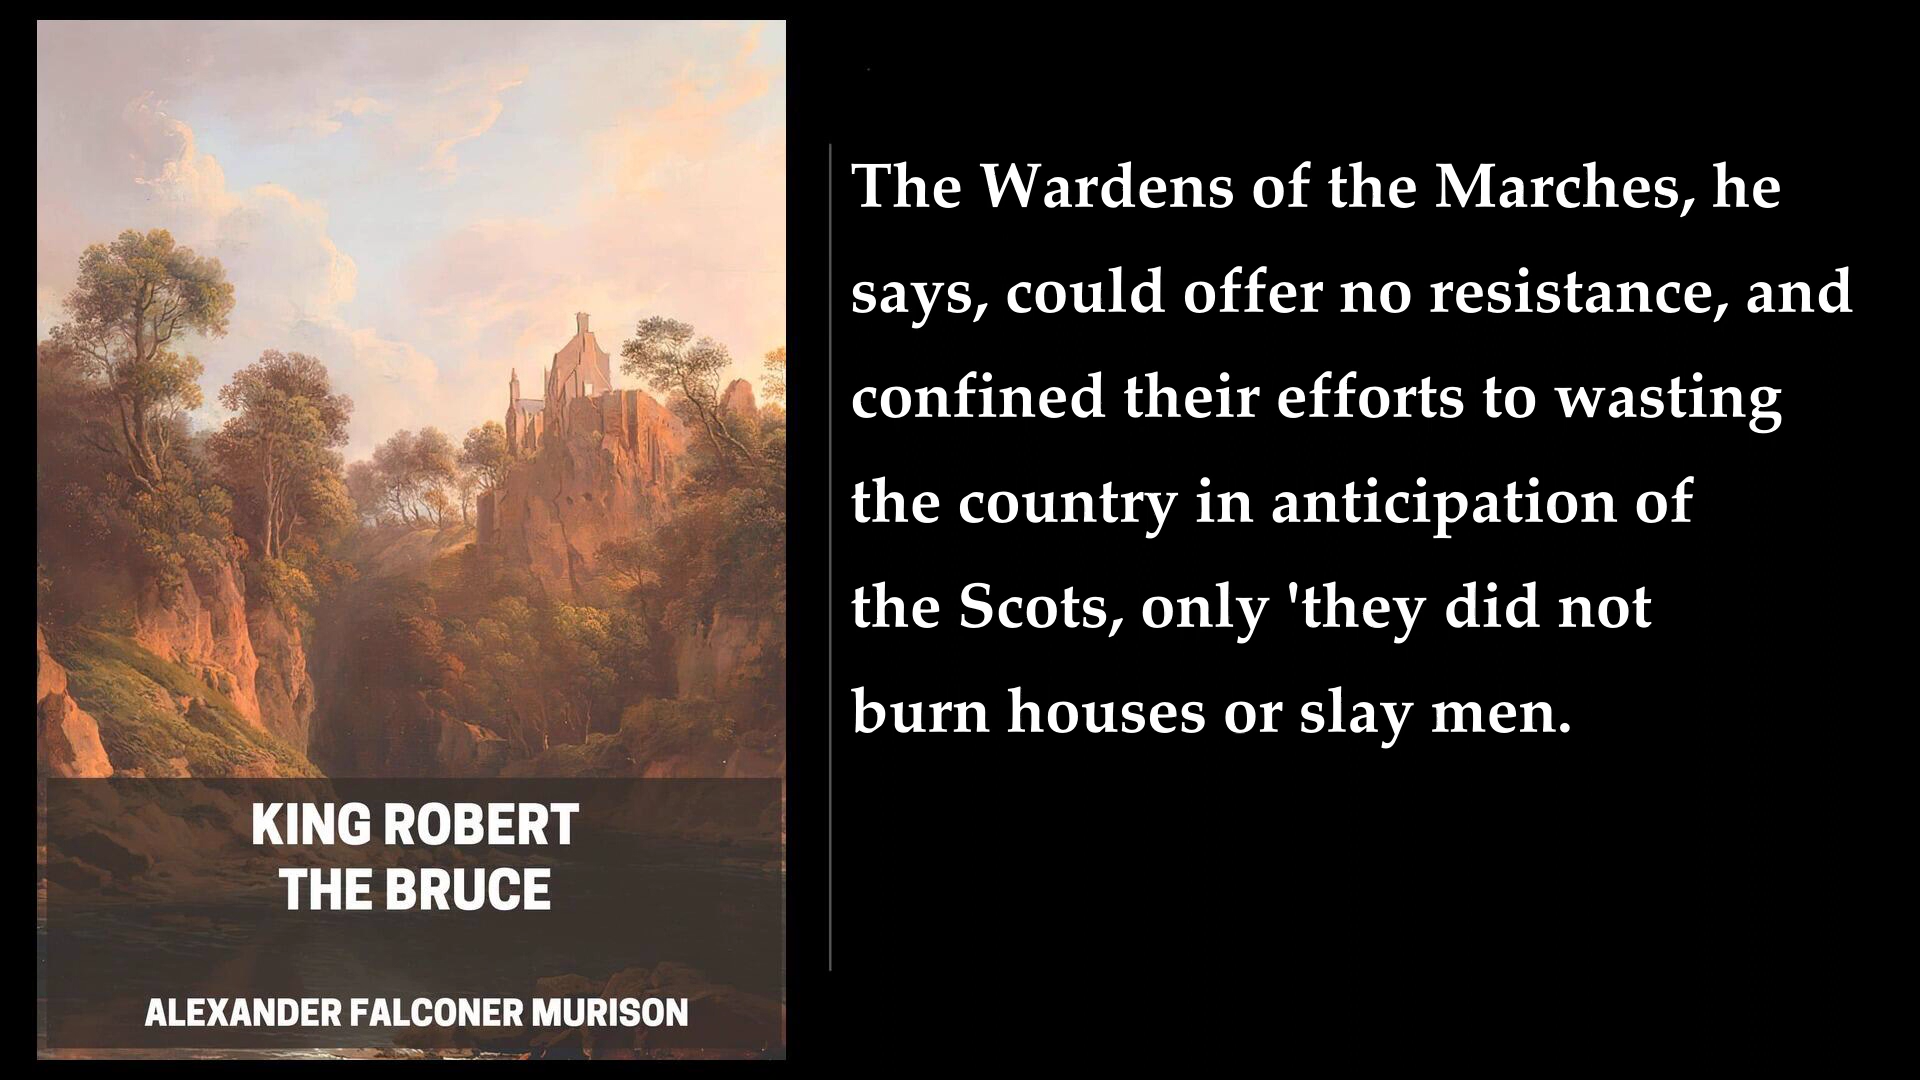 KING ROBERT
THE BRUCE
ALEXANDER FALCONER MURISON
The Wardens of the Marches, he
says, could offer no resistance, and
confined their efforts to wasting
the country in anticipation of
the Scots, only 'they did not
burn houses or slay men.